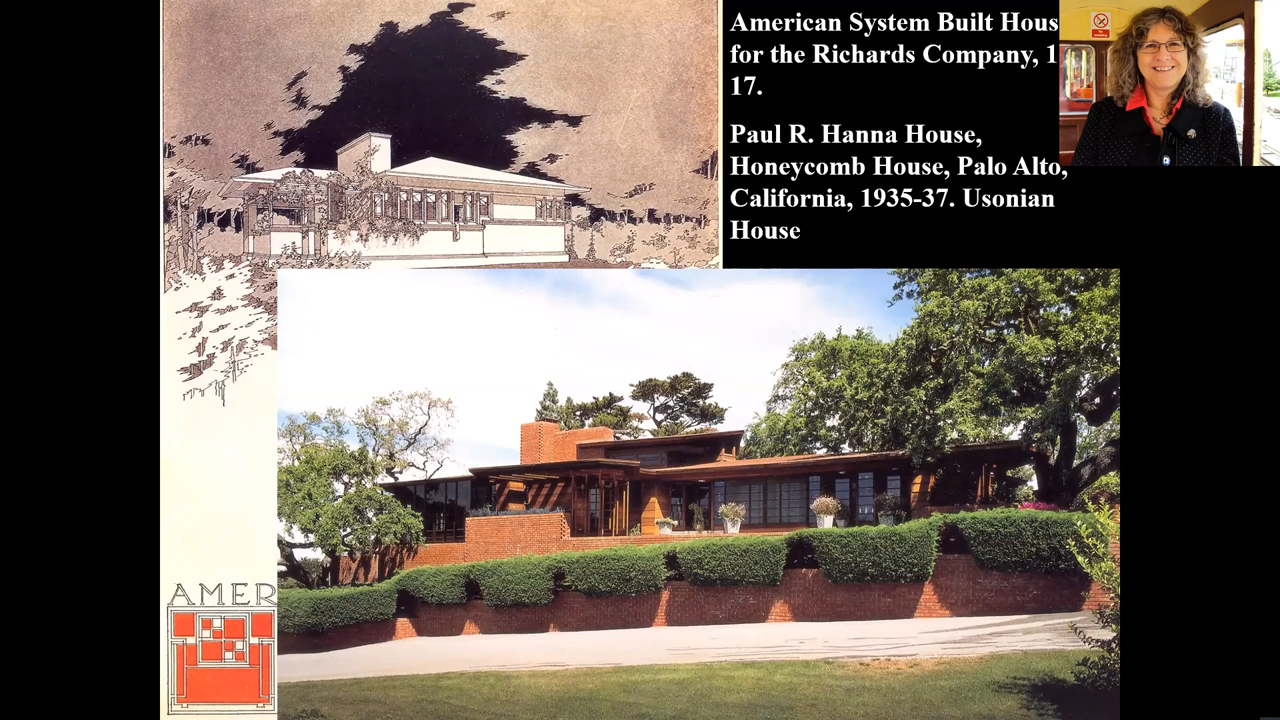 American System Built Hous
for the Richards Company, 1
17.
Paul R. Hanna House,
Honeycomb House, Palo Alto,
California, 1935-37. Usonian
House
AMER